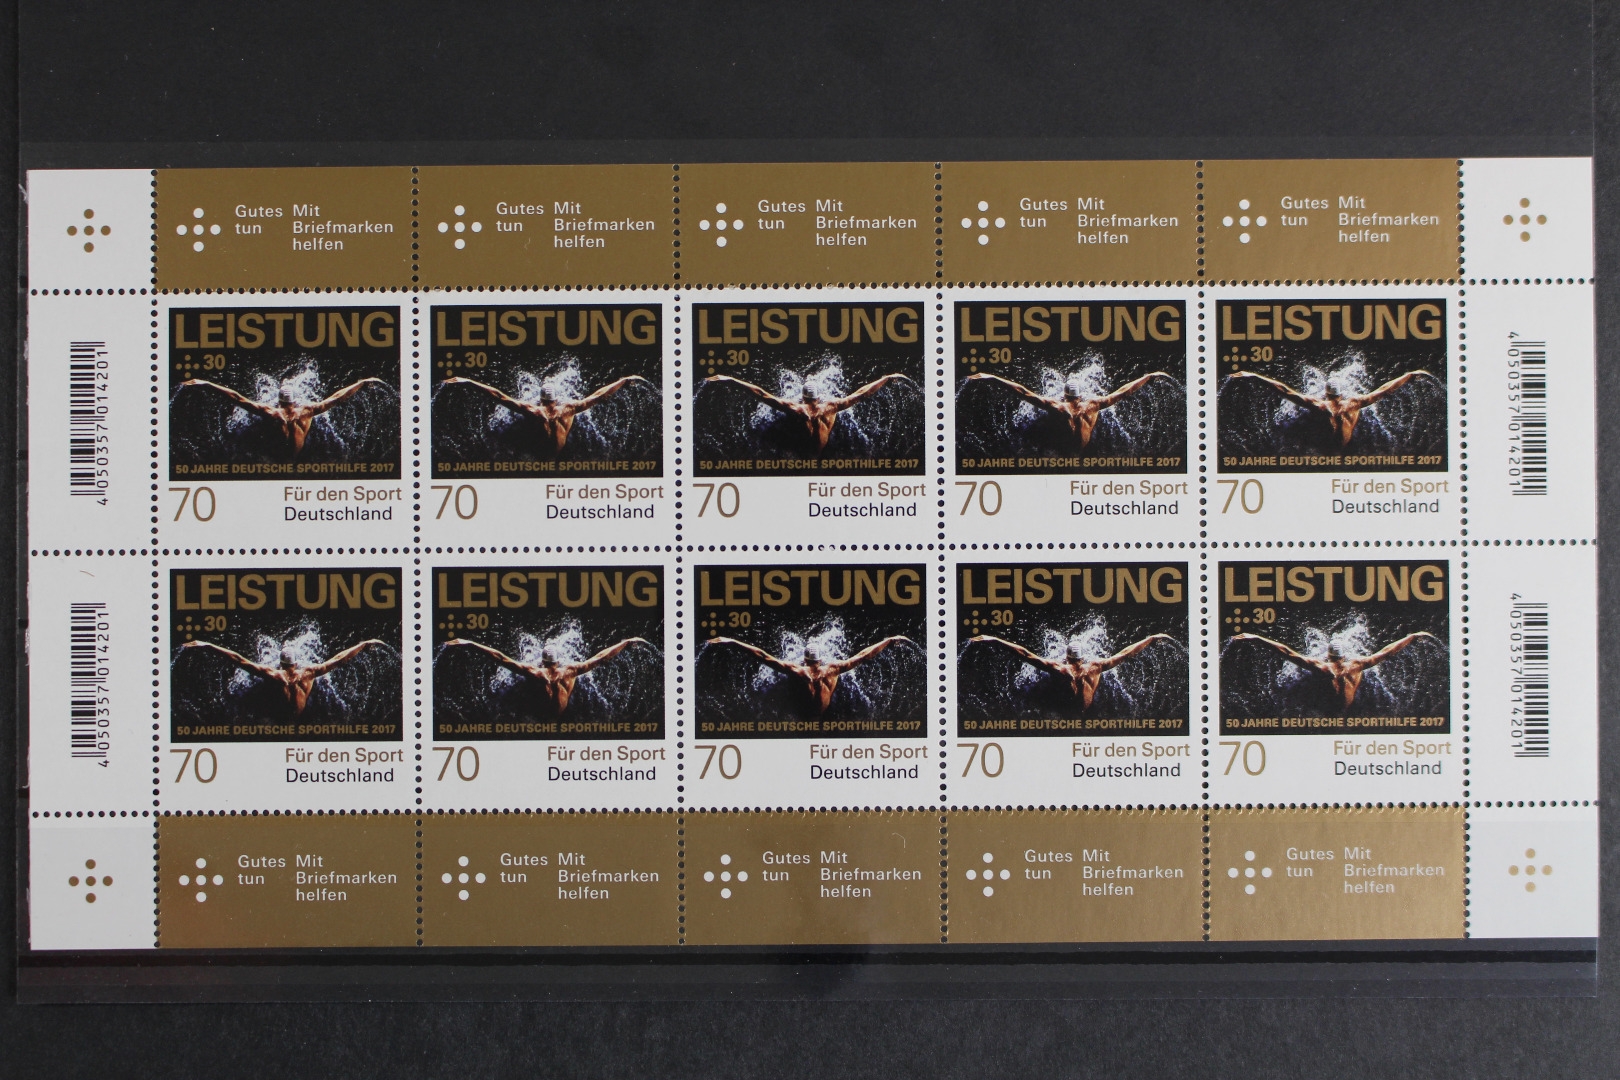 Gutes Mit
tun Briefmarken
helfen
Gutes Mit
tun Briefmarken
helfen
Gutes Mit
tun Briefmarken
helfen
Gutes Mit
tun Briefmarken
helfen
Gutes Mit
tun Briefmarken
helfen
4050357014201
LEISTUNG
+30
50 JAHRE DEUTSCHE SPORTHILFE 2017
70 Für den Sport
Deutschland
LEISTUNG
+30
50 JAHRE DEUTSCHE SPORTHILFE 2017
70 Für den Sport
Deutschland
LEISTUNG
+30
50 JAHRE DEUTSCHE SPORTHILFE 2017
70 Für den Sport
Deutschland
LEISTUNG
+30
50 JAHRE DEUTSCHE SPORTHILFE 2017
70 Für den Sport
Deutschland
LEISTUNG
+30
50 JAHRE DEUTSCHE SPORTHILFE 2017
70 Für den Sport
Deutschland
4050357014201
4050357014201
LEISTUNG
+30
50 JAHRE DEUTSCHE SPORTHILFE 2017
70 Für den Sport
Deutschland
LEISTUNG
+30
50 JAHRE DEUTSCHE SPORTHILFE 2017
70 Für den Sport
Deutschland
LEISTUNG
+30
50 JAHRE DEUTSCHE SPORTHILFE 2017
70 Für den Sport
Deutschland
LEISTUNG
+30
50 JAHRE DEUTSCHE SPORTHILFE 2017
70 Für den Sport
Deutschland
LEISTUNG
+30
50 JAHRE DEUTSCHE SPORTHILFE 2017
70 Für den Sport
Deutschland
4050357014201
Gutes Mit
tun Briefmarken
helfen
Gutes Mit
tun Briefmarken
helfen
Gutes Mit
tun Briefmarken
helfen
Gutes Mit
tun Briefmarken
helfen
Gutes Mit
tun Briefmarken
helfen